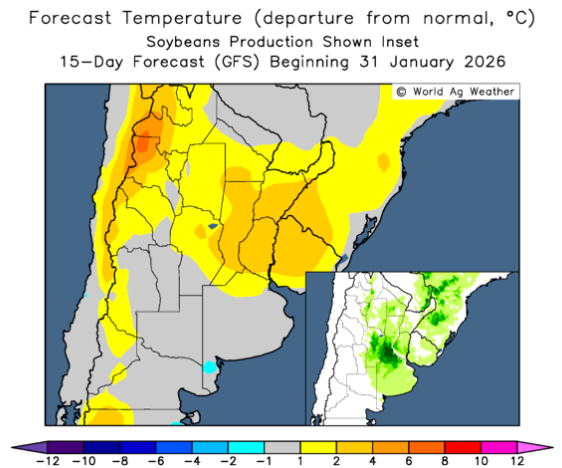 Forecast Temperature (departure from normal, °C)
Soybeans Production Shown Inset
15-Day Forecast (GFS) Beginning 31 January 2026
© World Ag Weather
-12 -10 -8 -6 -4 -2 -1 1 2 4 6 8 10 12